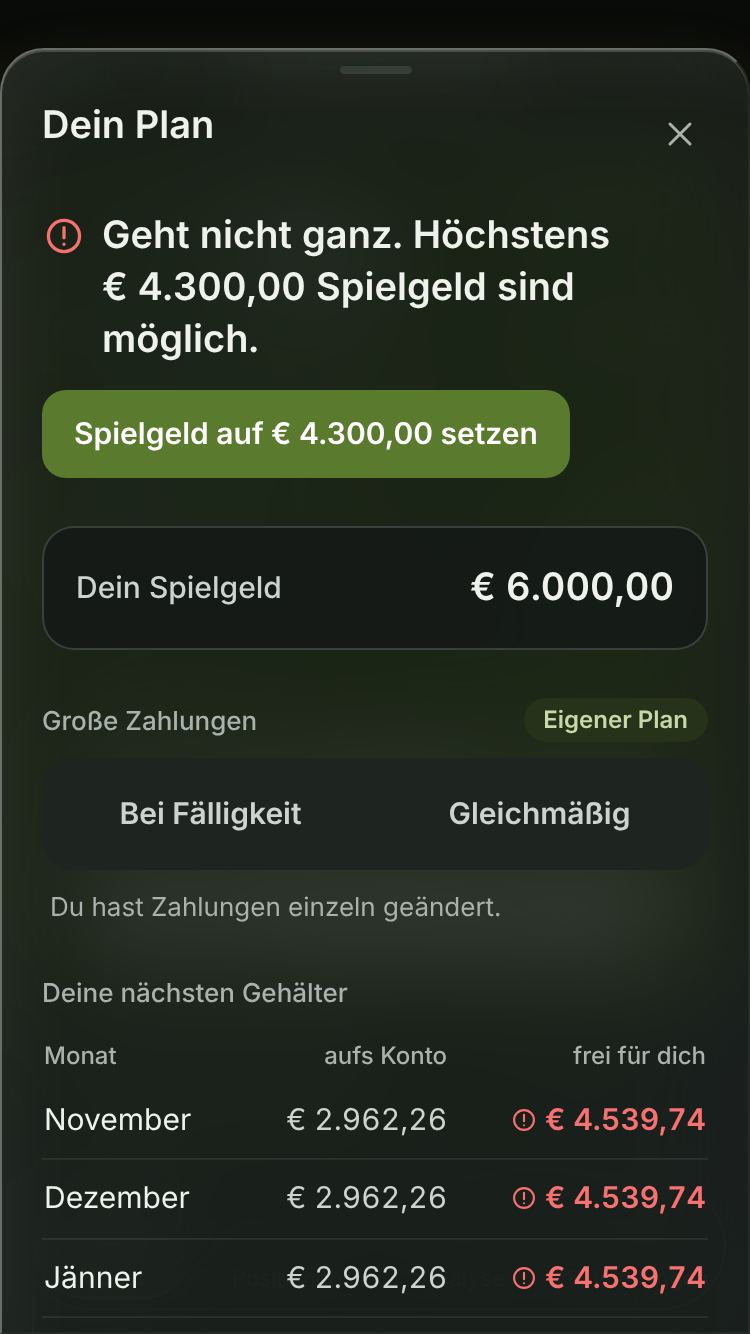 Dein Plan
Geht nicht ganz. Höchstens
€ 4.300,00 Spielgeld sind
möglich.
Spielgeld auf € 4.300,00 setzen
Dein Spielgeld € 6.000,00
Große Zahlungen Eigener Plan
Bei Fälligkeit Gleichmäßig
Du hast Zahlungen einzeln geändert.
Deine nächsten Gehälter
Monat aufs Konto frei für dich
November € 2.962,26 € 4.539,74
Dezember € 2.962,26 € 4.539,74
Jänner € 2.962,26 € 4.539,74